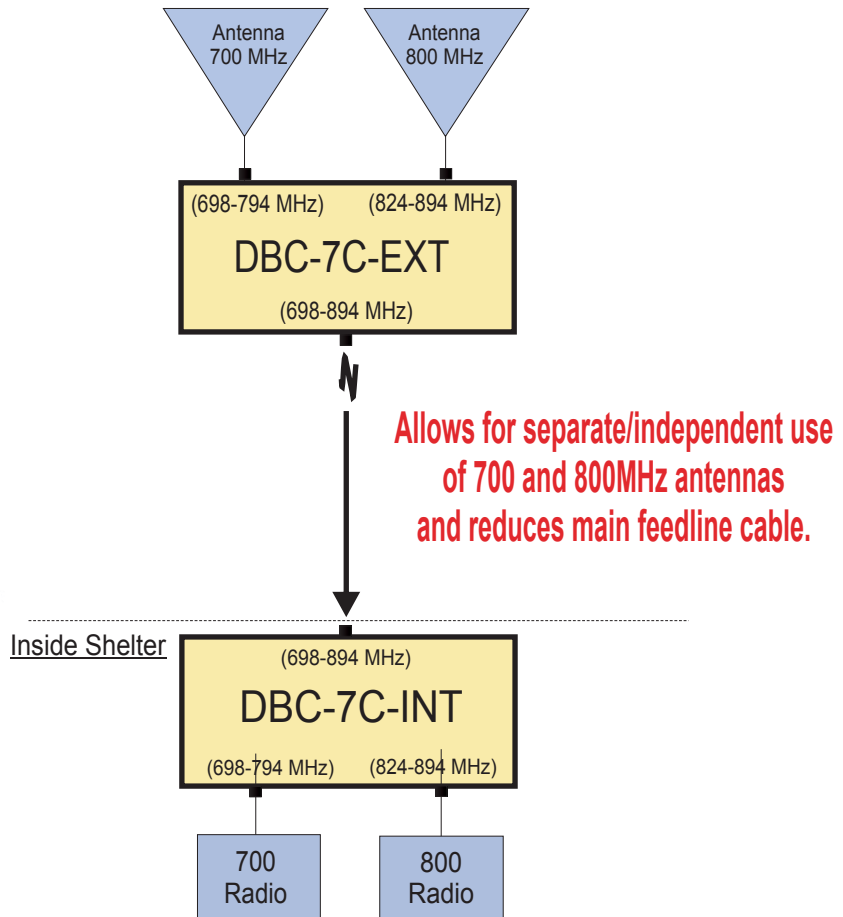 Antenna
700 MHz
Antenna
800 MHz
(698-794 MHz)
(824-894 MHz)
DBC-7C-EXT
(698-894 MHz)
Allows for separate/independent use
of 700 and 800MHz antennas
and reduces main feedline cable.
Inside Shelter
(698-894 MHz)
DBC-7C-INT
(698-794 MHz)
(824-894 MHz)
700
Radio
800
Radio